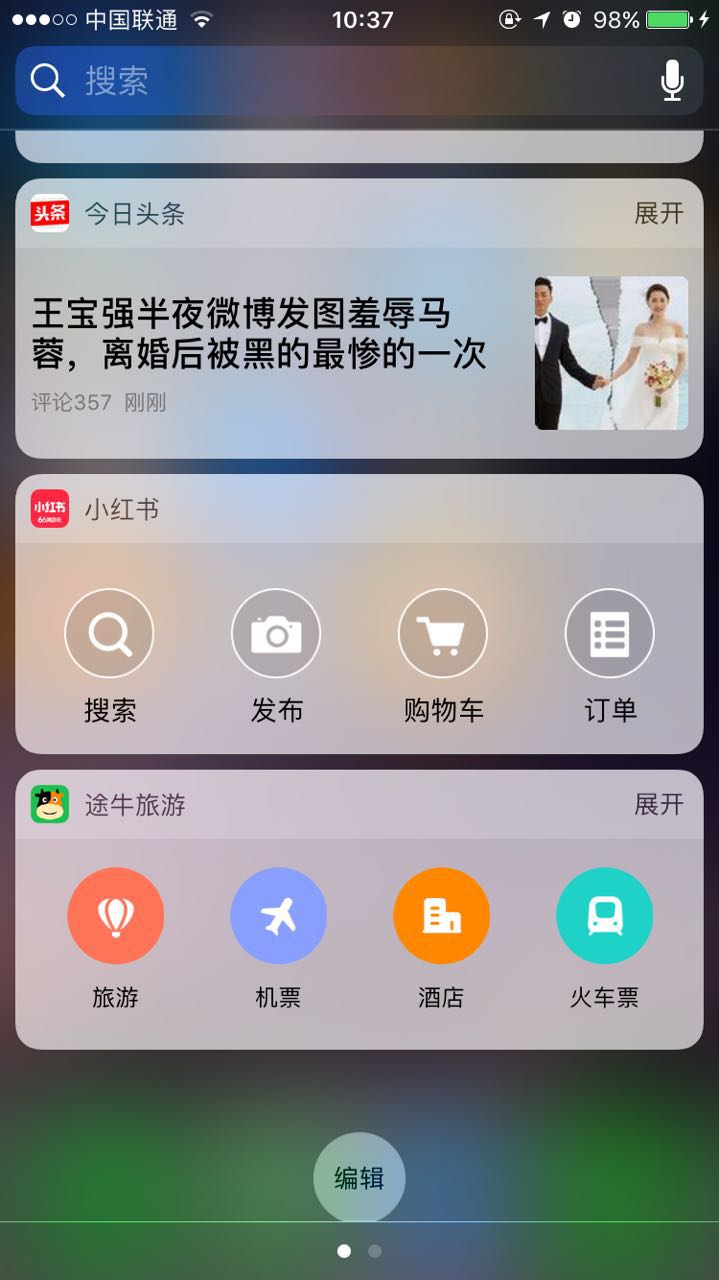 中国联通 10:37 98%
搜索
头条 今日头条 展开
王宝强半夜微博发图羞辱马
蓉，离婚后被黑的最惨的一次
评论357 刚刚
小红书 小红书
搜索 发布 购物车 订单
途牛旅游 展开
旅游 机票 酒店 火车票
编辑